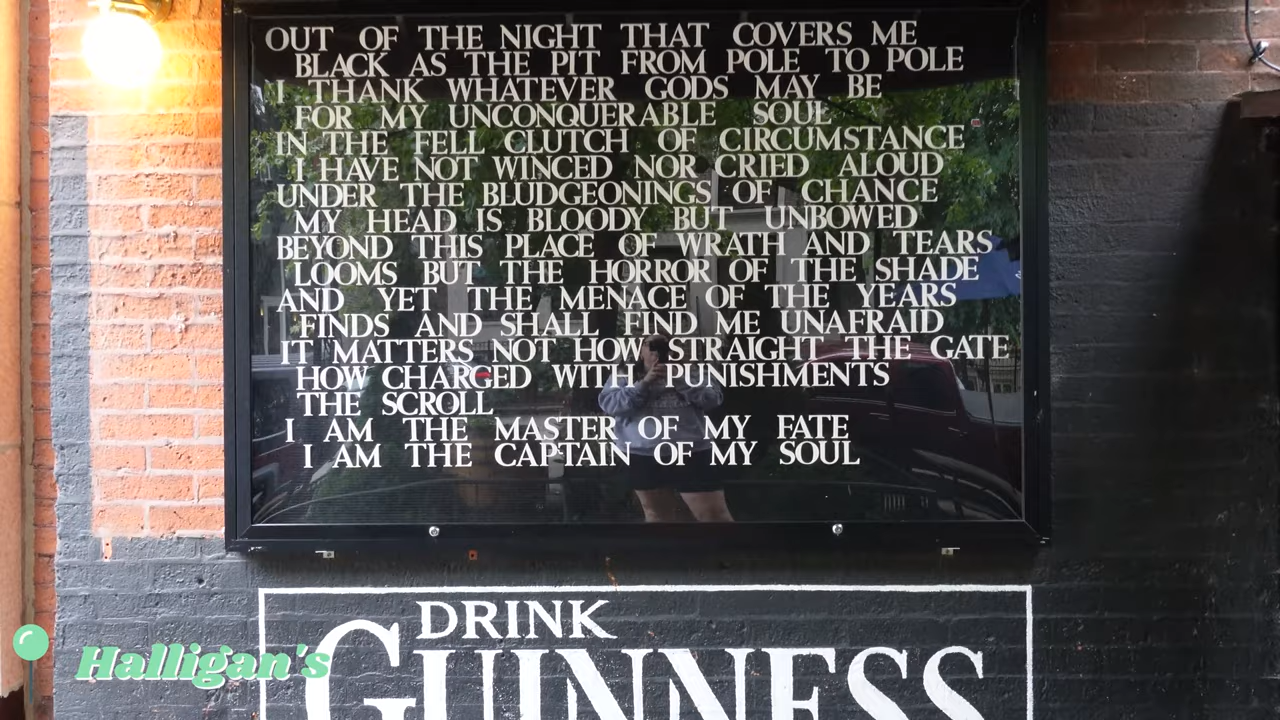 OUT OF THE NIGHT THAT COVERS ME
BLACK AS THE PIT FROM POLE TO POLE
I THANK WHATEVER GODS MAY BE
FOR MY UNCONQUERABLE SOUL
IN THE FELL CLUTCH OF CIRCUMSTANCE
I HAVE NOT WINCED NOR CRIED ALOUD
UNDER THE BLUDGEONINGS OF CHANCE
MY HEAD IS BLOODY BUT UNBOWED
BEYOND THIS PLACE OF WRATH AND TEARS
LOOMS BUT THE HORROR OF THE SHADE
AND YET THE MENACE OF THE YEARS
FINDS AND SHALL FIND ME UNAFRAID
IT MATTERS NOT HOW STRAIGHT THE GATE
HOW CHARGED WITH PUNISHMENTS
THE SCROLL
I AM THE MASTER OF MY FATE
I AM THE CAPTAIN OF MY SOUL
DRINK
GUINNESS
Halligan's